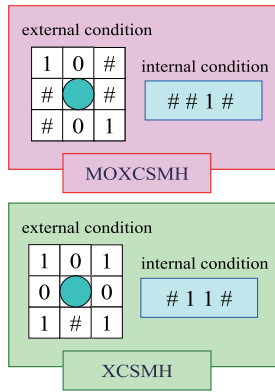 external condition
1 0 #
# #
# 0 1
internal condition
# # 1 #
MOXCSMH
external condition
1 0 1
0 0
1 # 1
internal condition
# 1 1 #
XCSMH